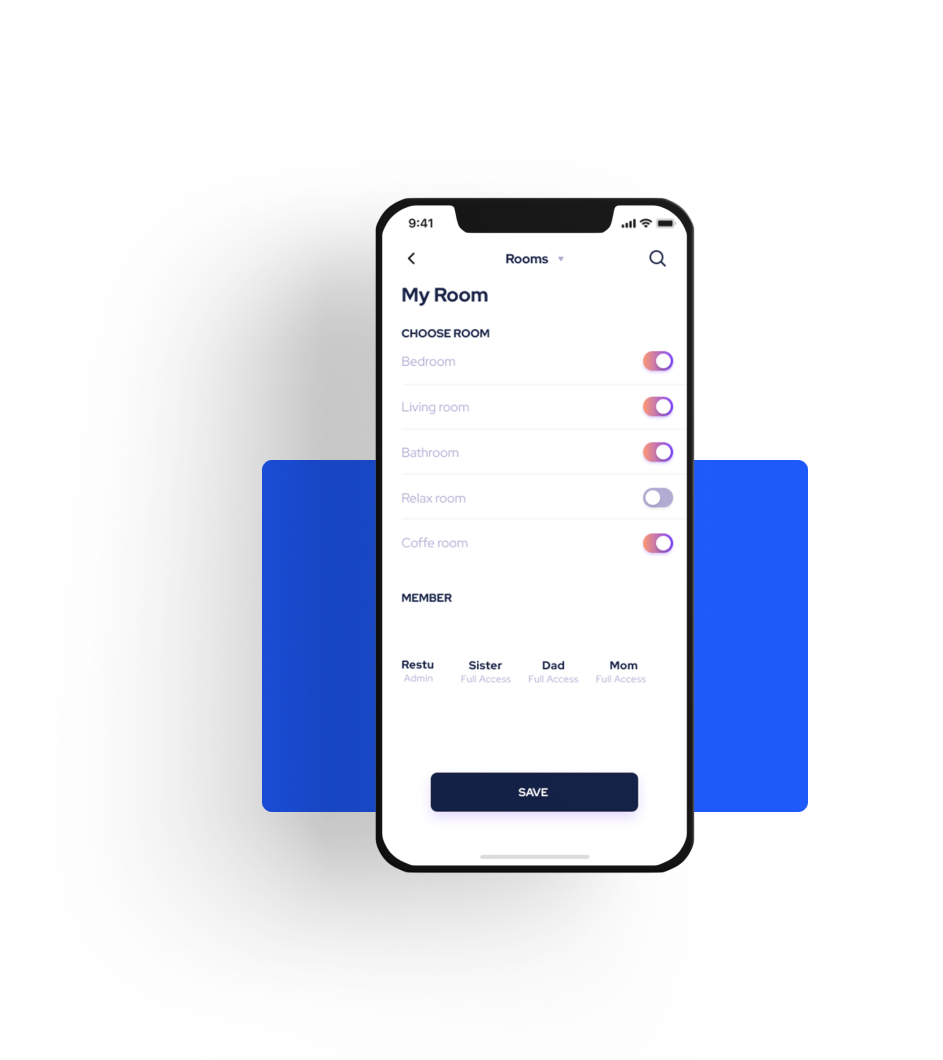 9:41
Rooms
My Room
CHOOSE ROOM
Bedroom
Living room
Bathroom
Relax room
Coffe room
MEMBER
Restu Sister Dad Mom
Admin Full Access Full Access Full Access
SAVE